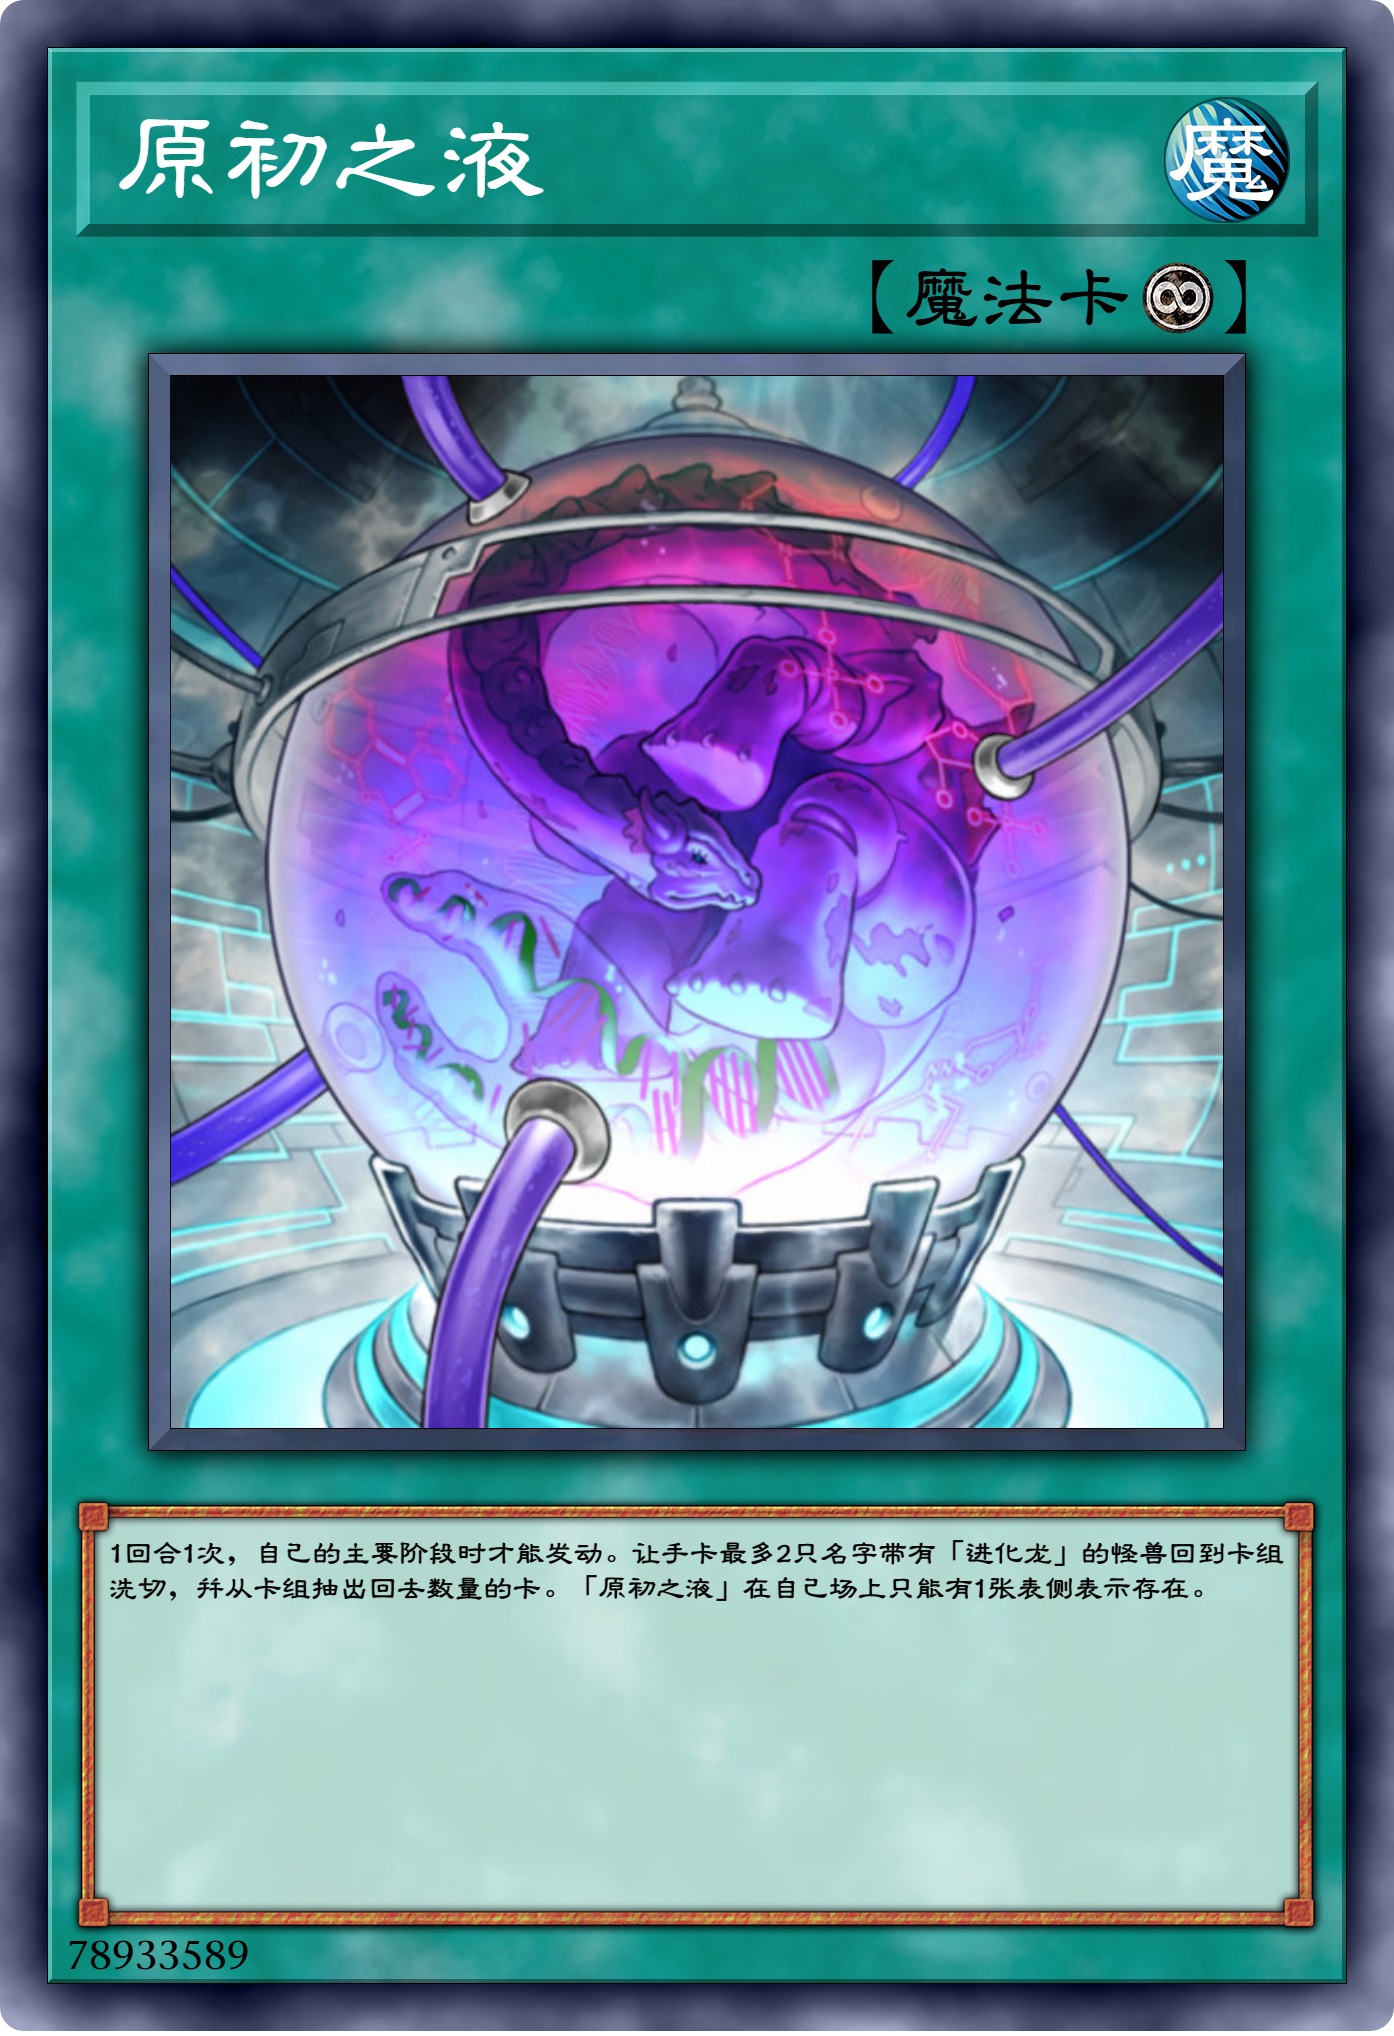 原初之液
魔
【魔法卡】
1回合1次，自己的主要阶段时才能发动。让手卡最多2只名字带有「进化龙」的怪兽回到卡组
洗切，并从卡组抽出回去数量的卡。「原初之液」在自己场上只能有1张表侧表示存在。
78933589